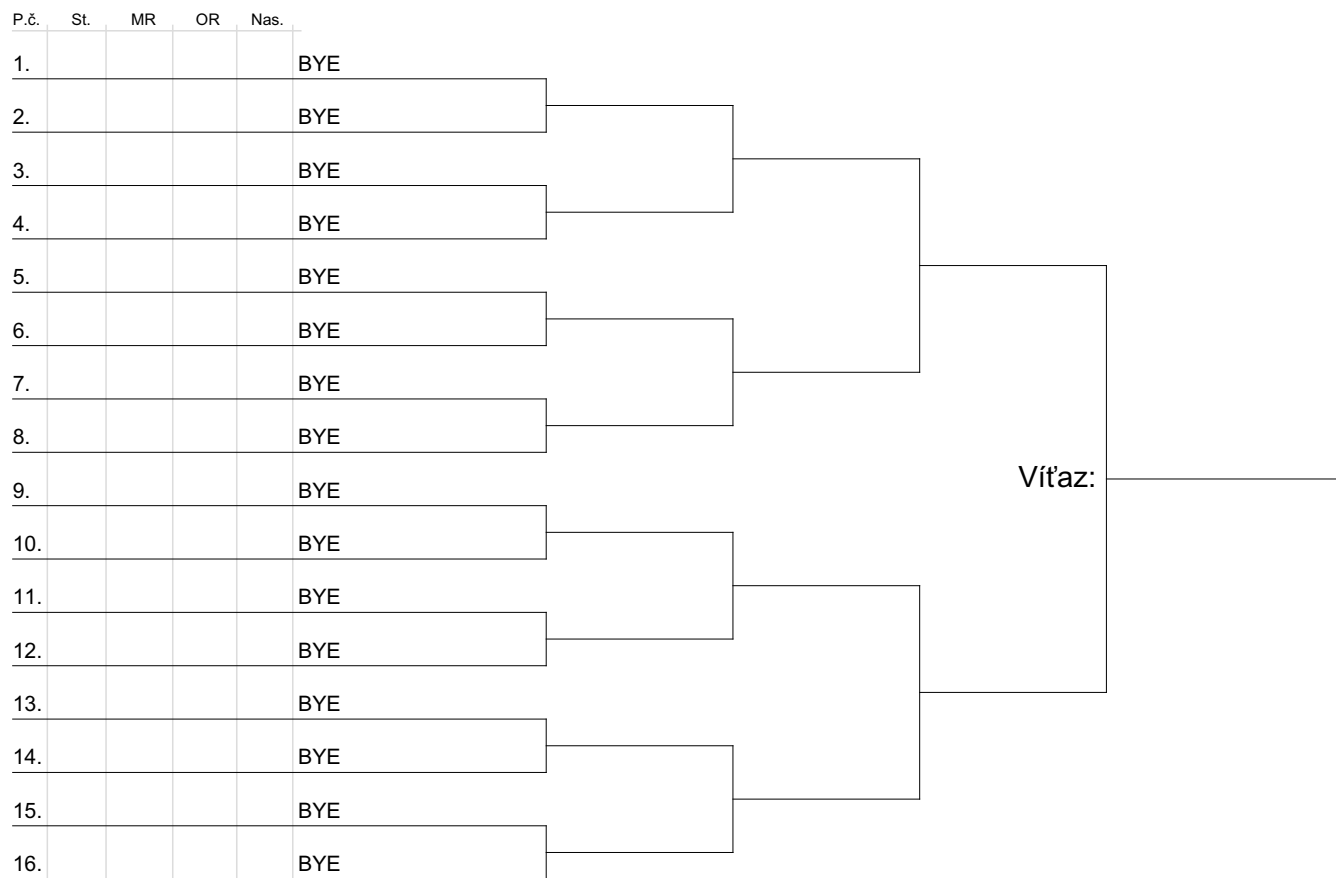 P.č. St. MR OR Nas.
1. BYE
2. BYE
3. BYE
4. BYE
5. BYE
6. BYE
7. BYE
8. BYE
Víťaz:
9. BYE
10. BYE
11. BYE
12. BYE
13. BYE
14. BYE
15. BYE
16. BYE